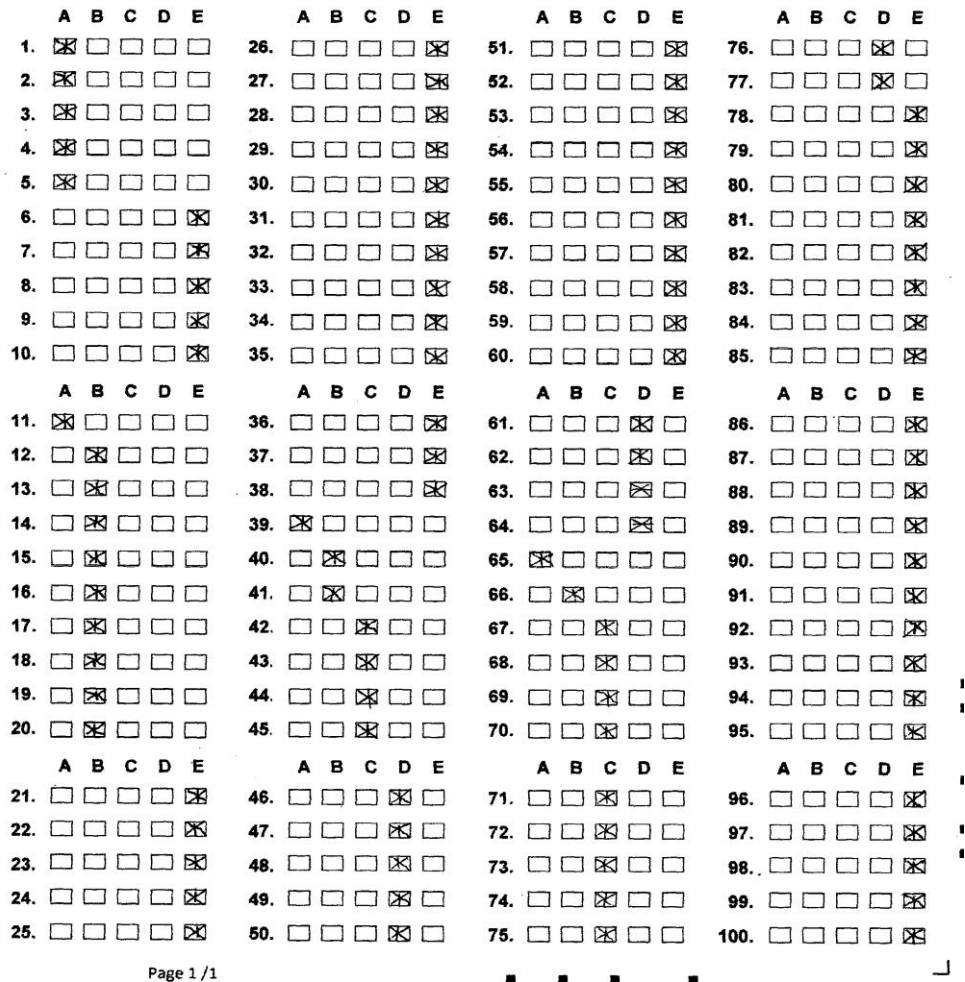 A B C D E A B C D E A B C D E A B C D E
1. 26. 51. 76.
2. 27. 52. 77.
3. 28. 53. 78.
4. 29. 54. 79.
5. 30. 55. 80.
6. 31. 56. 81.
7. 32. 57. 82.
8. 33. 58. 83.
9. 34. 59. 84.
10. 35. 60. 85.
A B C D E A B C D E A B C D E A B C D E
11. 36. 61. 86.
12. 37. 62. 87.
13. 38. 63. 88.
14. 39. 64. 89.
15. 40. 65. 90.
16. 41. 66. 91.
17. 42. 67. 92.
18. 43. 68. 93.
19. 44. 69. 94.
20. 45. 70. 95.
A B C D E A B C D E A B C D E A B C D E
21. 46. 71. 96.
22. 47. 72. 97.
23. 48. 73. 98.
24. 49. 74. 99.
25. 50. 75. 100.
Page 1 /1